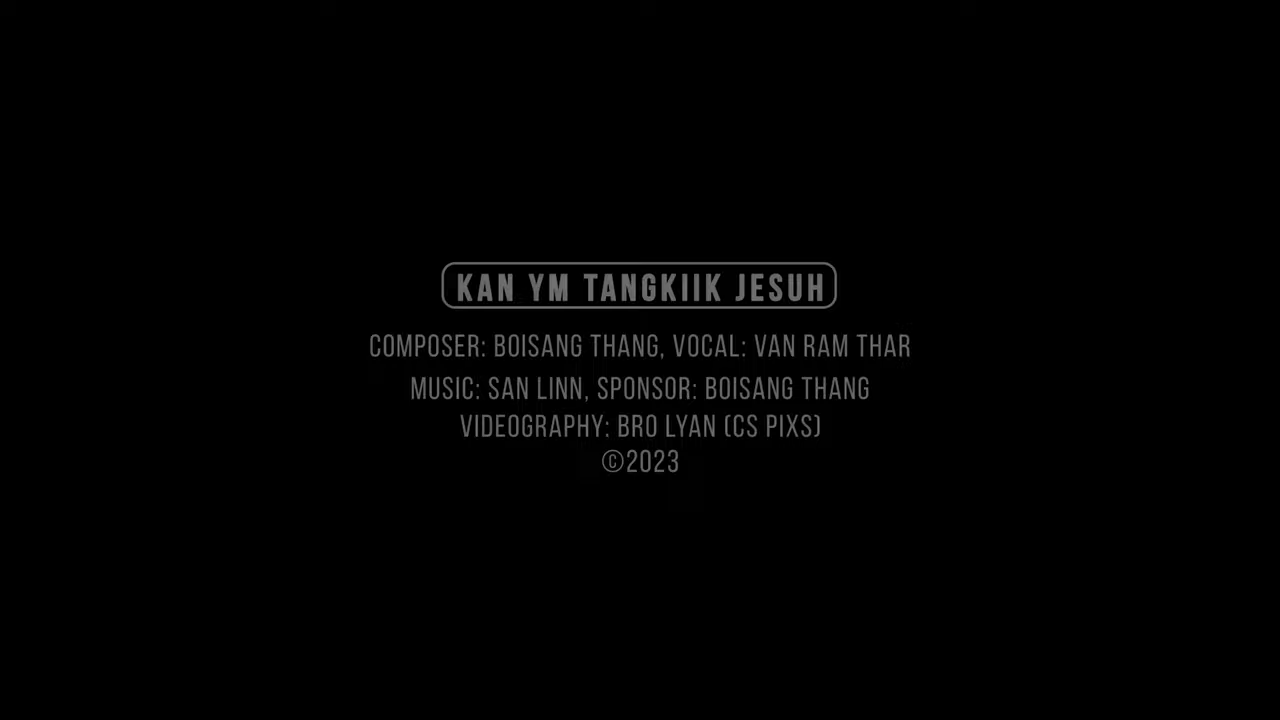 KAN YM TANGKIIK JESUH
COMPOSER: BOISANG THANG, VOCAL: VAN RAM THAR
MUSIC: SAN LINN, SPONSOR: BOISANG THANG
VIDEOGRAPHY: BRO LYAN (CS PIXS)
©2023